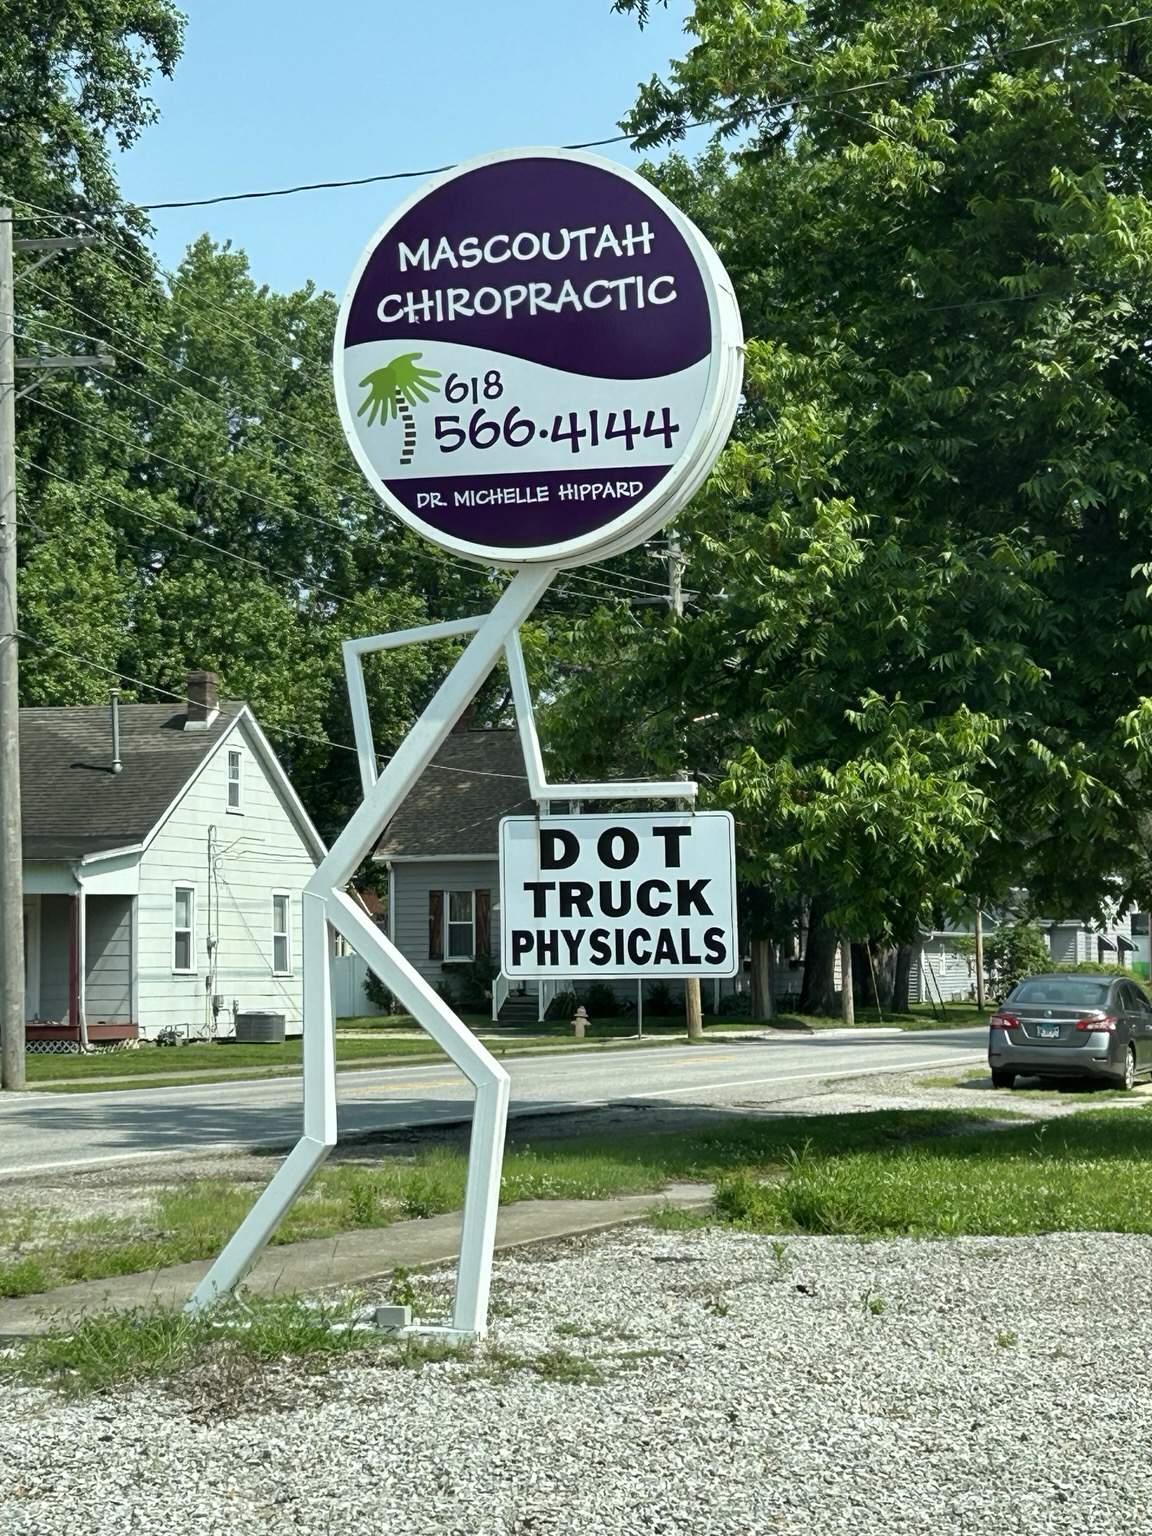 MASCOUTAH
CHIROPRACTIC
618
566•4144
DR. MICHELLE HIPPARD
DOT
TRUCK
PHYSICALS